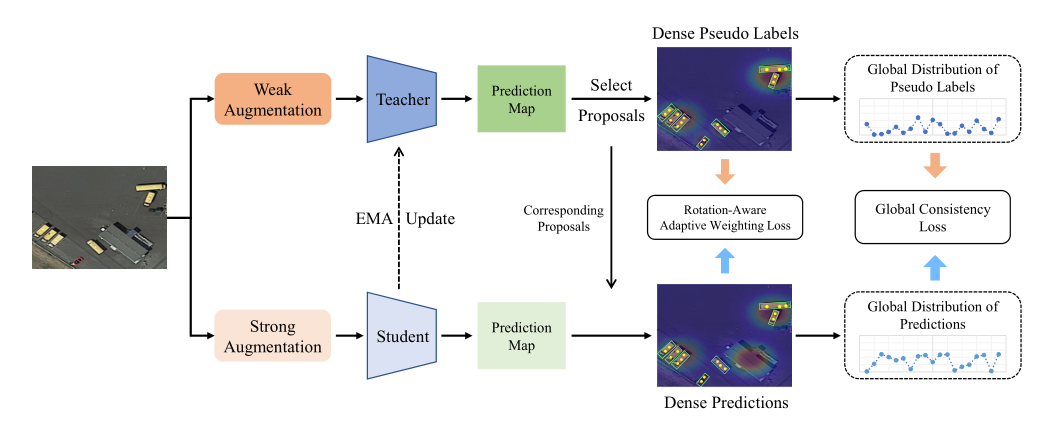 Dense Pseudo Labels
Weak
Augmentation
Teacher
Prediction
Map
Select
Proposals
Global Distribution of
Pseudo Labels
EMA
Update
Corresponding
Proposals
Rotation-Aware
Adaptive Weighting Loss
Global Consistency
Loss
Strong
Augmentation
Student
Prediction
Map
Global Distribution of
Predictions
Dense Predictions